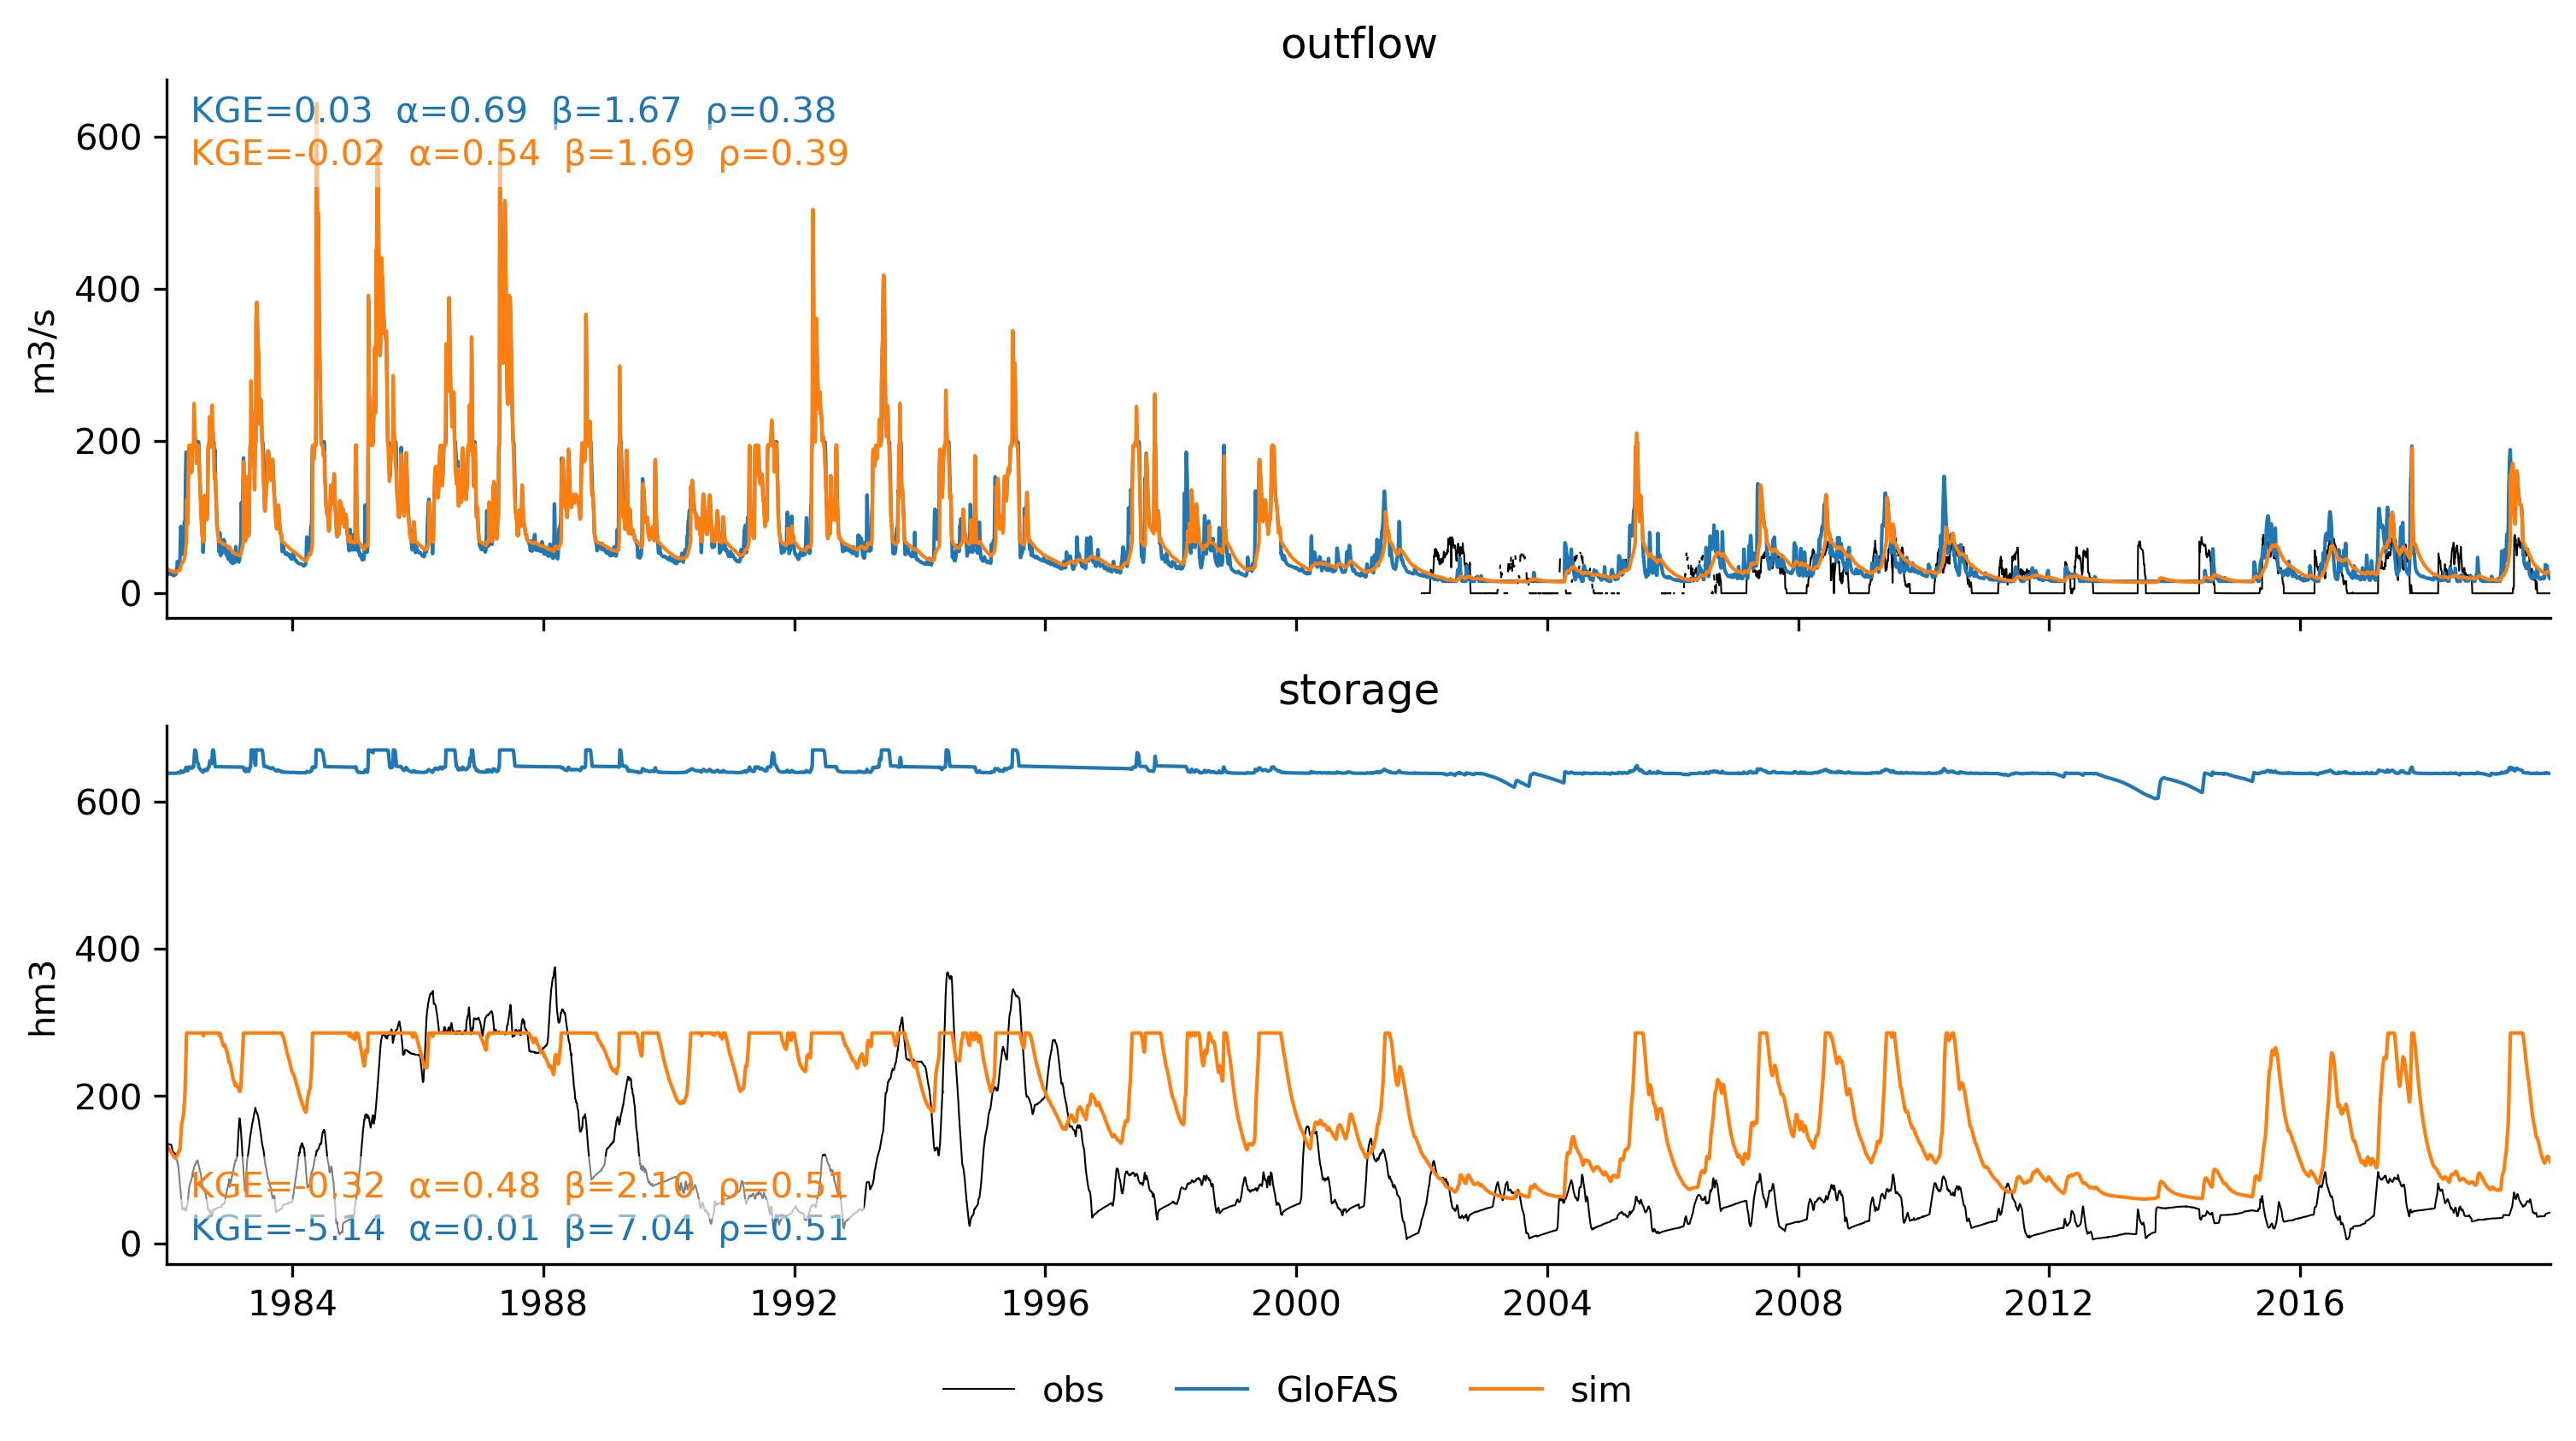 outflow
KGE=0.03 α=0.69 β=1.67 ρ=0.38
KGE=-0.02 α=0.54 β=1.69 ρ=0.39
600
400
200
0
m3/s
storage
600
400
200
0
hm3
KGE=-0.32 α=0.48 β=2.10 ρ=0.51
KGE=-5.14 α=0.01 β=7.04 ρ=0.51
1984 1988 1992 1996 2000 2004 2008 2012 2016
obs GloFAS sim